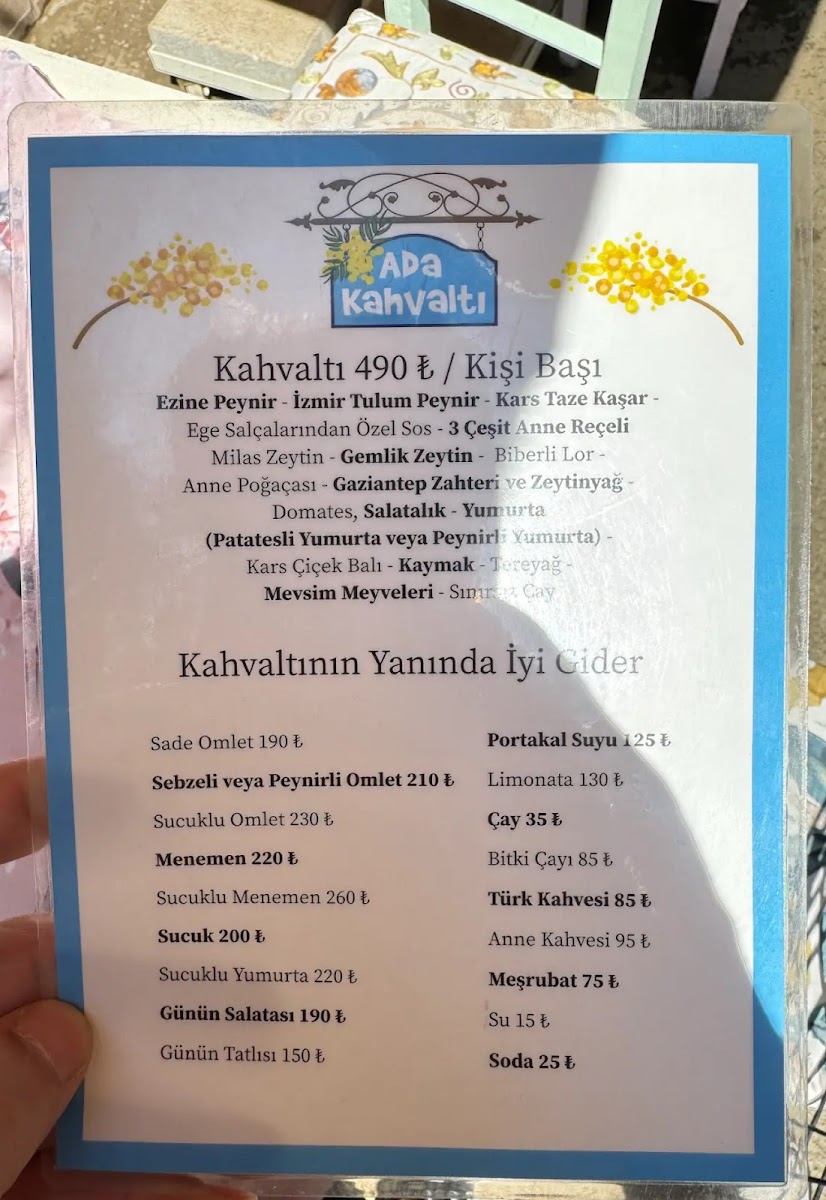 ADa
Kahvaltı
Kahvaltı 490 ₺ / Kişi Başı
Ezine Peynir - İzmir Tulum Peynir - Kars Taze Kaşar -
Ege Salçalarından Özel Sos - 3 Çeşit Anne Reçeli
Milas Zeytin - Gemlik Zeytin - Biberli Lor -
Anne Poğaçası - Gaziantep Zahteri ve Zeytinyağ -
Domates, Salatalık - Yumurta
(Patatesli Yumurta veya Peynirli Yumurta) -
Kars Çiçek Balı - Kaymak - Tereyağ -
Mevsim Meyveleri - Sınırsız Çay
Kahvaltının Yanında İyi Gider
Sade Omlet 190 ₺
Sebzeli veya Peynirli Omlet 210 ₺
Sucuklu Omlet 230 ₺
Menemen 220 ₺
Sucuklu Menemen 260 ₺
Sucuk 200 ₺
Sucuklu Yumurta 220 ₺
Günün Salatası 190 ₺
Günün Tatlısı 150 ₺
Portakal Suyu 125 ₺
Limonata 130 ₺
Çay 35 ₺
Bitki Çayı 85 ₺
Türk Kahvesi 85 ₺
Anne Kahvesi 95 ₺
Meşrubat 75 ₺
Su 15 ₺
Soda 25 ₺